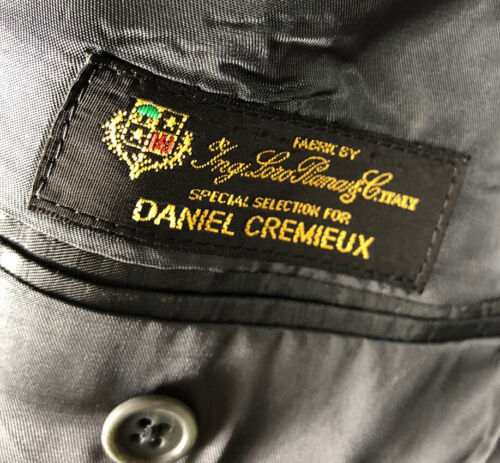 FABRIC BY
Ing. Loro Piana & C. ITALY
SPECIAL SELECTION FOR
DANIEL CREMIEUX